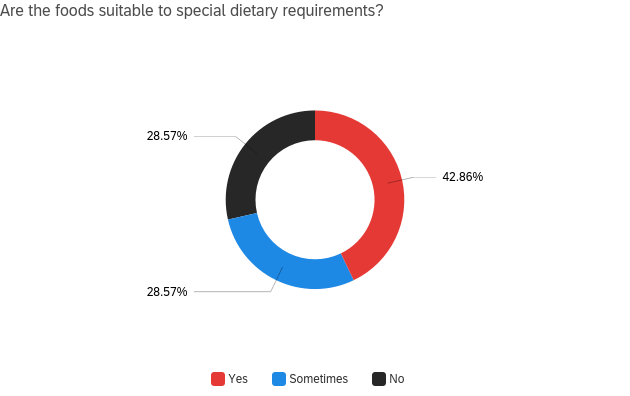 Are the foods suitable to special dietary requirements?
28.57%
42.86%
28.57%
Yes Sometimes No